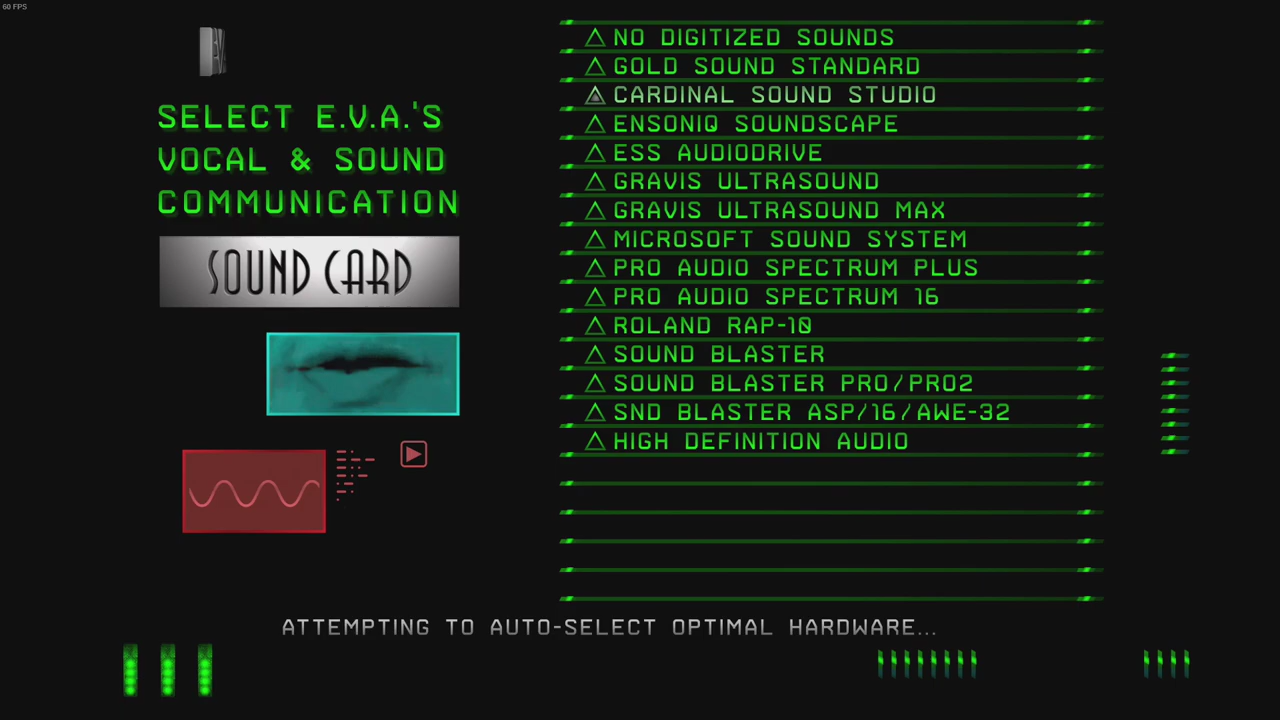 60 FPS
SELECT E.V.A.'S
VOCAL & SOUND
COMMUNICATION
SOUND CARD
NO DIGITIZED SOUNDS
GOLD SOUND STANDARD
CARDINAL SOUND STUDIO
ENSONIQ SOUNDSCAPE
ESS AUDIODRIVE
GRAVIS ULTRASOUND
GRAVIS ULTRASOUND MAX
MICROSOFT SOUND SYSTEM
PRO AUDIO SPECTRUM PLUS
PRO AUDIO SPECTRUM 16
ROLAND RAP-10
SOUND BLASTER
SOUND BLASTER PRO/PRO2
SND BLASTER ASP/16/AWE-32
HIGH DEFINITION AUDIO
ATTEMPTING TO AUTO-SELECT OPTIMAL HARDWARE...